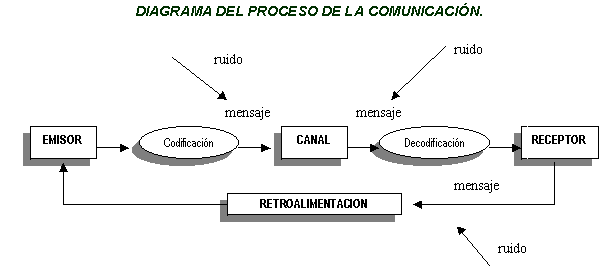 DIAGRAMA DEL PROCESO DE LA COMUNICACIÓN.
ruido
ruido
mensaje
mensaje
EMISOR
Codificación
CANAL
Decodificación
RECEPTOR
mensaje
RETROALIMENTACION
ruido